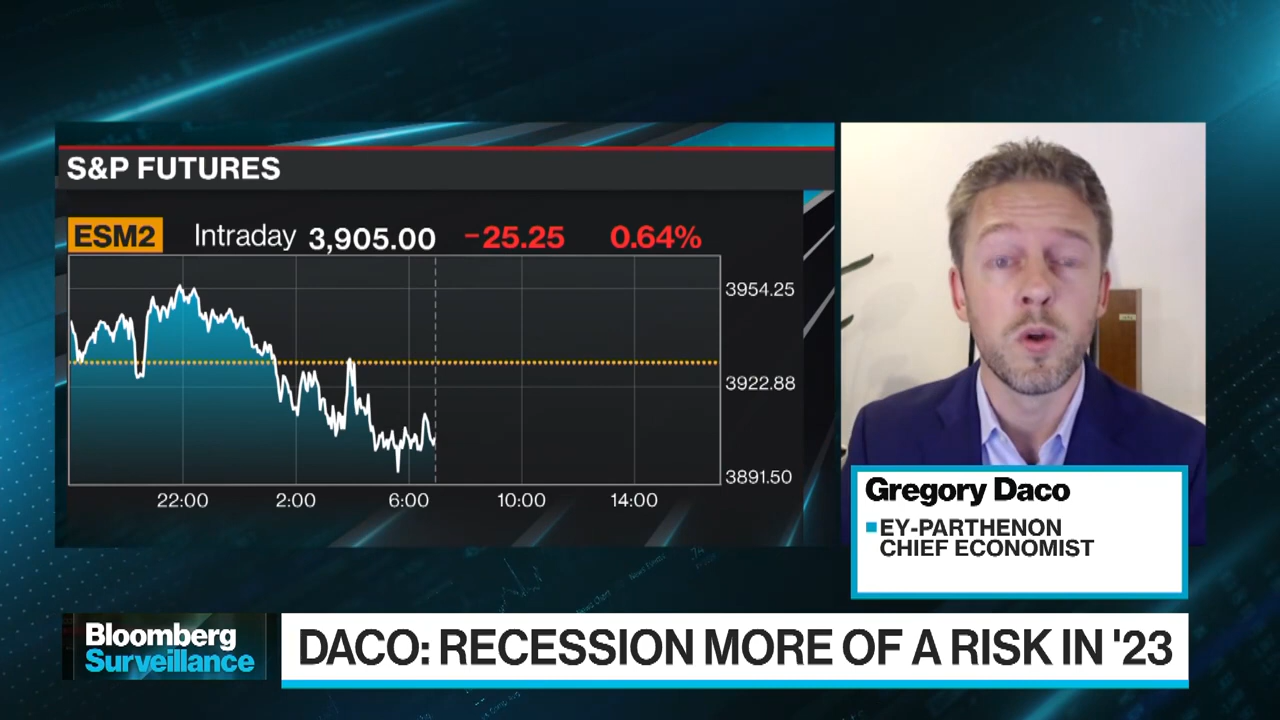 S&P FUTURES
ESM2 Intraday 3,905.00 -25.25 0.64%
3954.25
3922.88
3891.50
22:00 2:00 6:00 10:00 14:00
Gregory Daco
EY-PARTHENON
CHIEF ECONOMIST
Bloomberg
Surveillance
DACO: RECESSION MORE OF A RISK IN '23